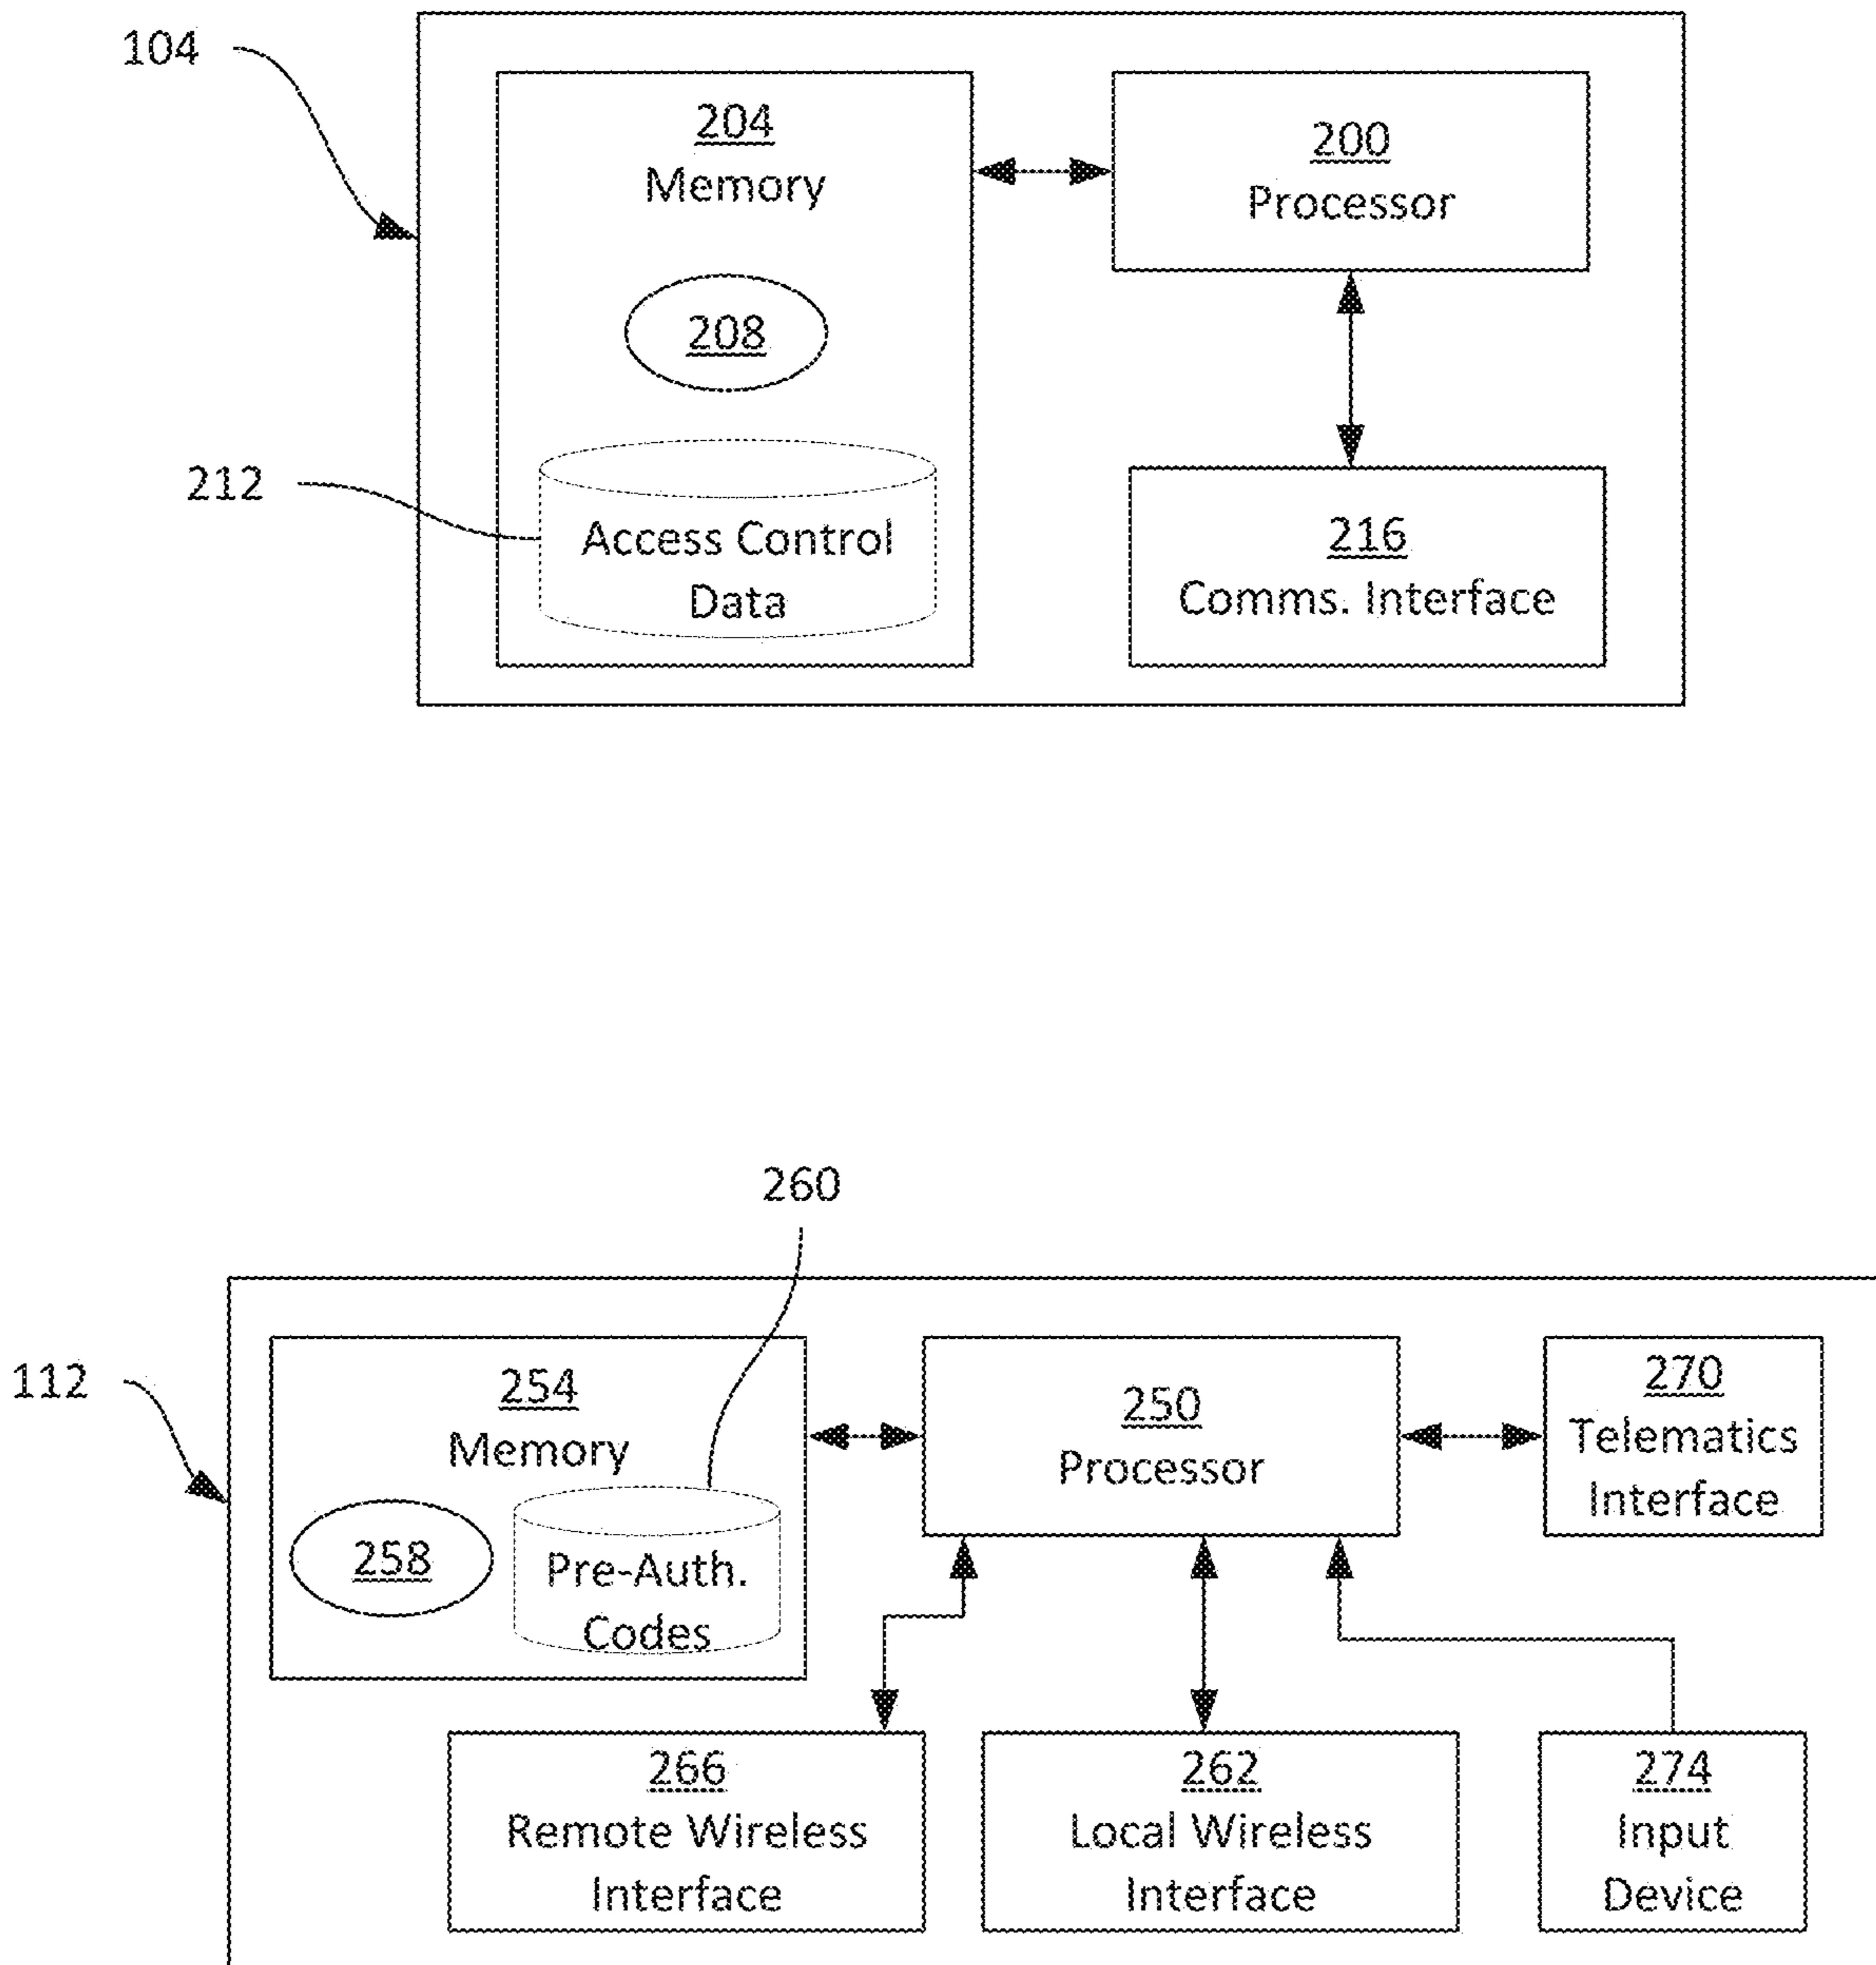 104
204
Memory
200
Processor
208
212
Access Control
Data
216
Comms. Interface
260
112
254
Memory
250
Processor
270
Telematics
Interface
258
Pre-Auth.
Codes
266
Remote Wireless
Interface
262
Local Wireless
Interface
274
Input
Device